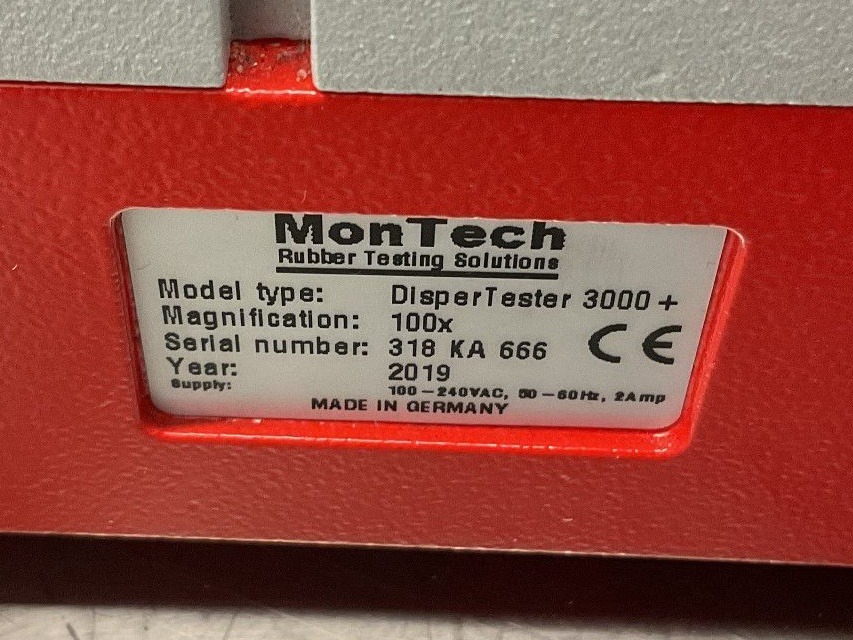 MonTech
Rubber Testing Solutions
Model type: DisperTester 3000 +
Magnification: 100x
Serial number: 318 KA 666
Year: 2019
Supply: 100-240VAC, 50-60Hz, 2Amp
MADE IN GERMANY
CE